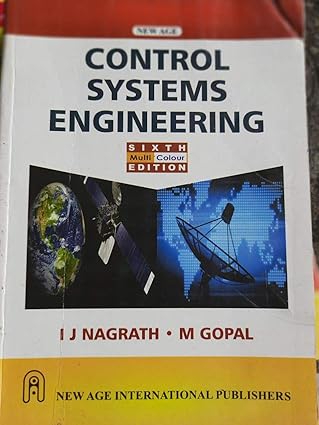 NEW AGE
CONTROL
SYSTEMS
ENGINEERING
SIXTH
Multi Colour
EDITION
I J NAGRATH • M GOPAL
NEW AGE INTERNATIONAL PUBLISHERS